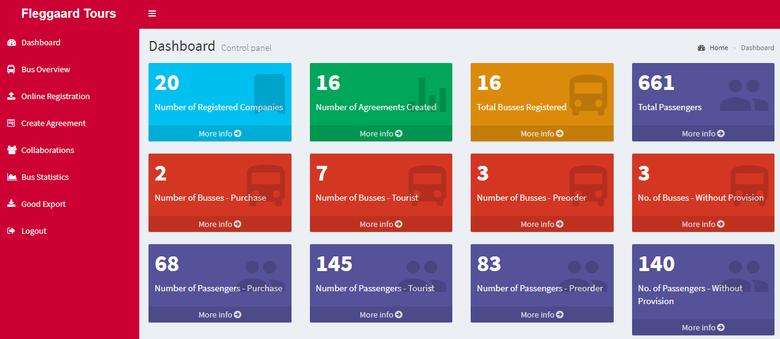 Fleggaard Tours
Dashboard
Bus Overview
Online Registration
Create Agreement
Collaborations
Bus Statistics
Good Export
Logout
Dashboard Control panel
Home > Dashboard
20
Number of Registered Companies
More info
16
Number of Agreements Created
More info
16
Total Busses Registered
More info
661
Total Passengers
More info
2
Number of Busses - Purchase
More info
7
Number of Busses - Tourist
More info
3
Number of Busses - Preorder
More info
3
No. of Busses - Without Provision
More info
68
Number of Passengers - Purchase
More info
145
Number of Passengers - Tourist
More info
83
Number of Passengers - Preorder
More info
140
No. of Passengers - Without
Provision
More info